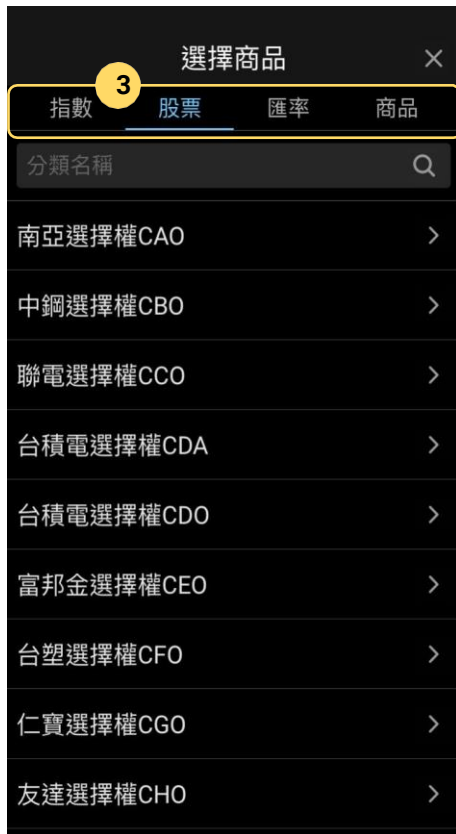 選擇商品
3
指數 股票 匯率 商品
分類名稱
南亞選擇權CAO
中鋼選擇權CBO
聯電選擇權CCO
台積電選擇權CDA
台積電選擇權CDO
富邦金選擇權CEO
台塑選擇權CFO
仁寶選擇權CGO
友達選擇權CHO